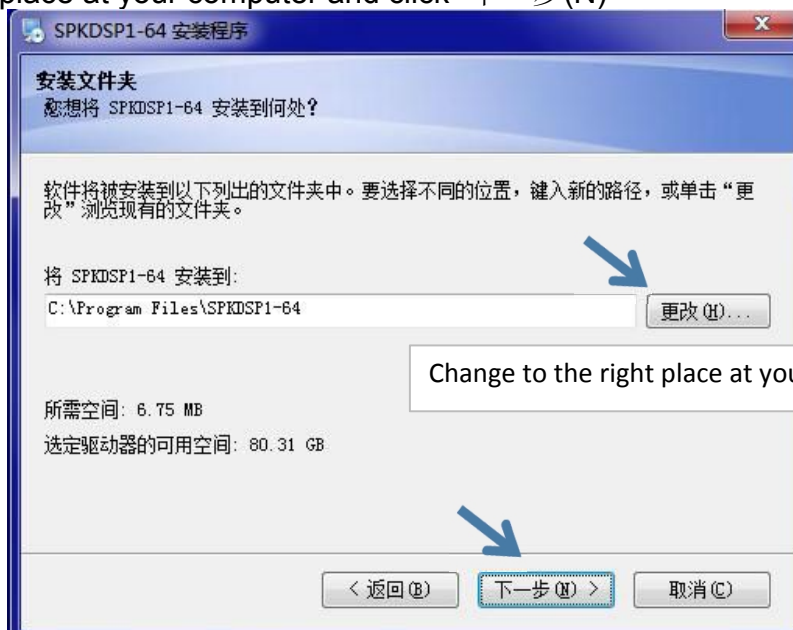 place at your computer and click "下一步(N)"
SPKDSP1-64 安装程序
安装文件夹
您想将 SPKDSP1-64 安装到何处?
软件将被安装到以下列出的文件夹中。要选择不同的位置，键入新的路径，或单击“更
改”浏览现有的文件夹。
将 SPKDSP1-64 安装到:
C:\Program Files\SPKDSP1-64
更改(H)...
Change to the right place at you
所需空间: 6.75 MB
选定驱动器的可用空间: 80.31 GB
< 返回(B)
下一步(N) >
取消(C)